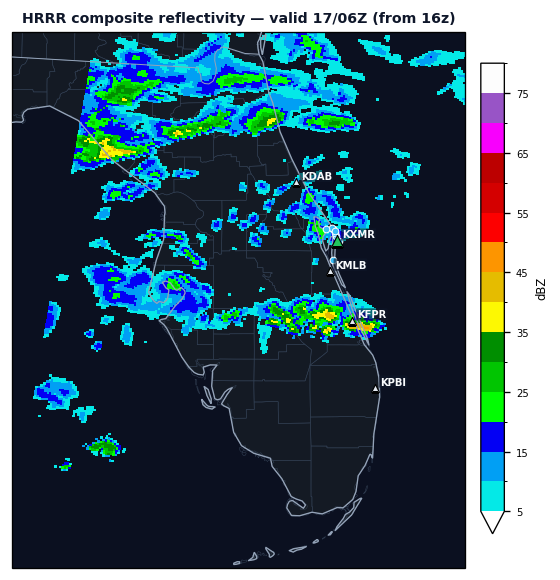 HRRR composite reflectivity — valid 17/06Z (from 16z)
KDAB
KXMR
KMLB
KFPR
KPBI
75
65
55
45
35
25
15
5
dBZ